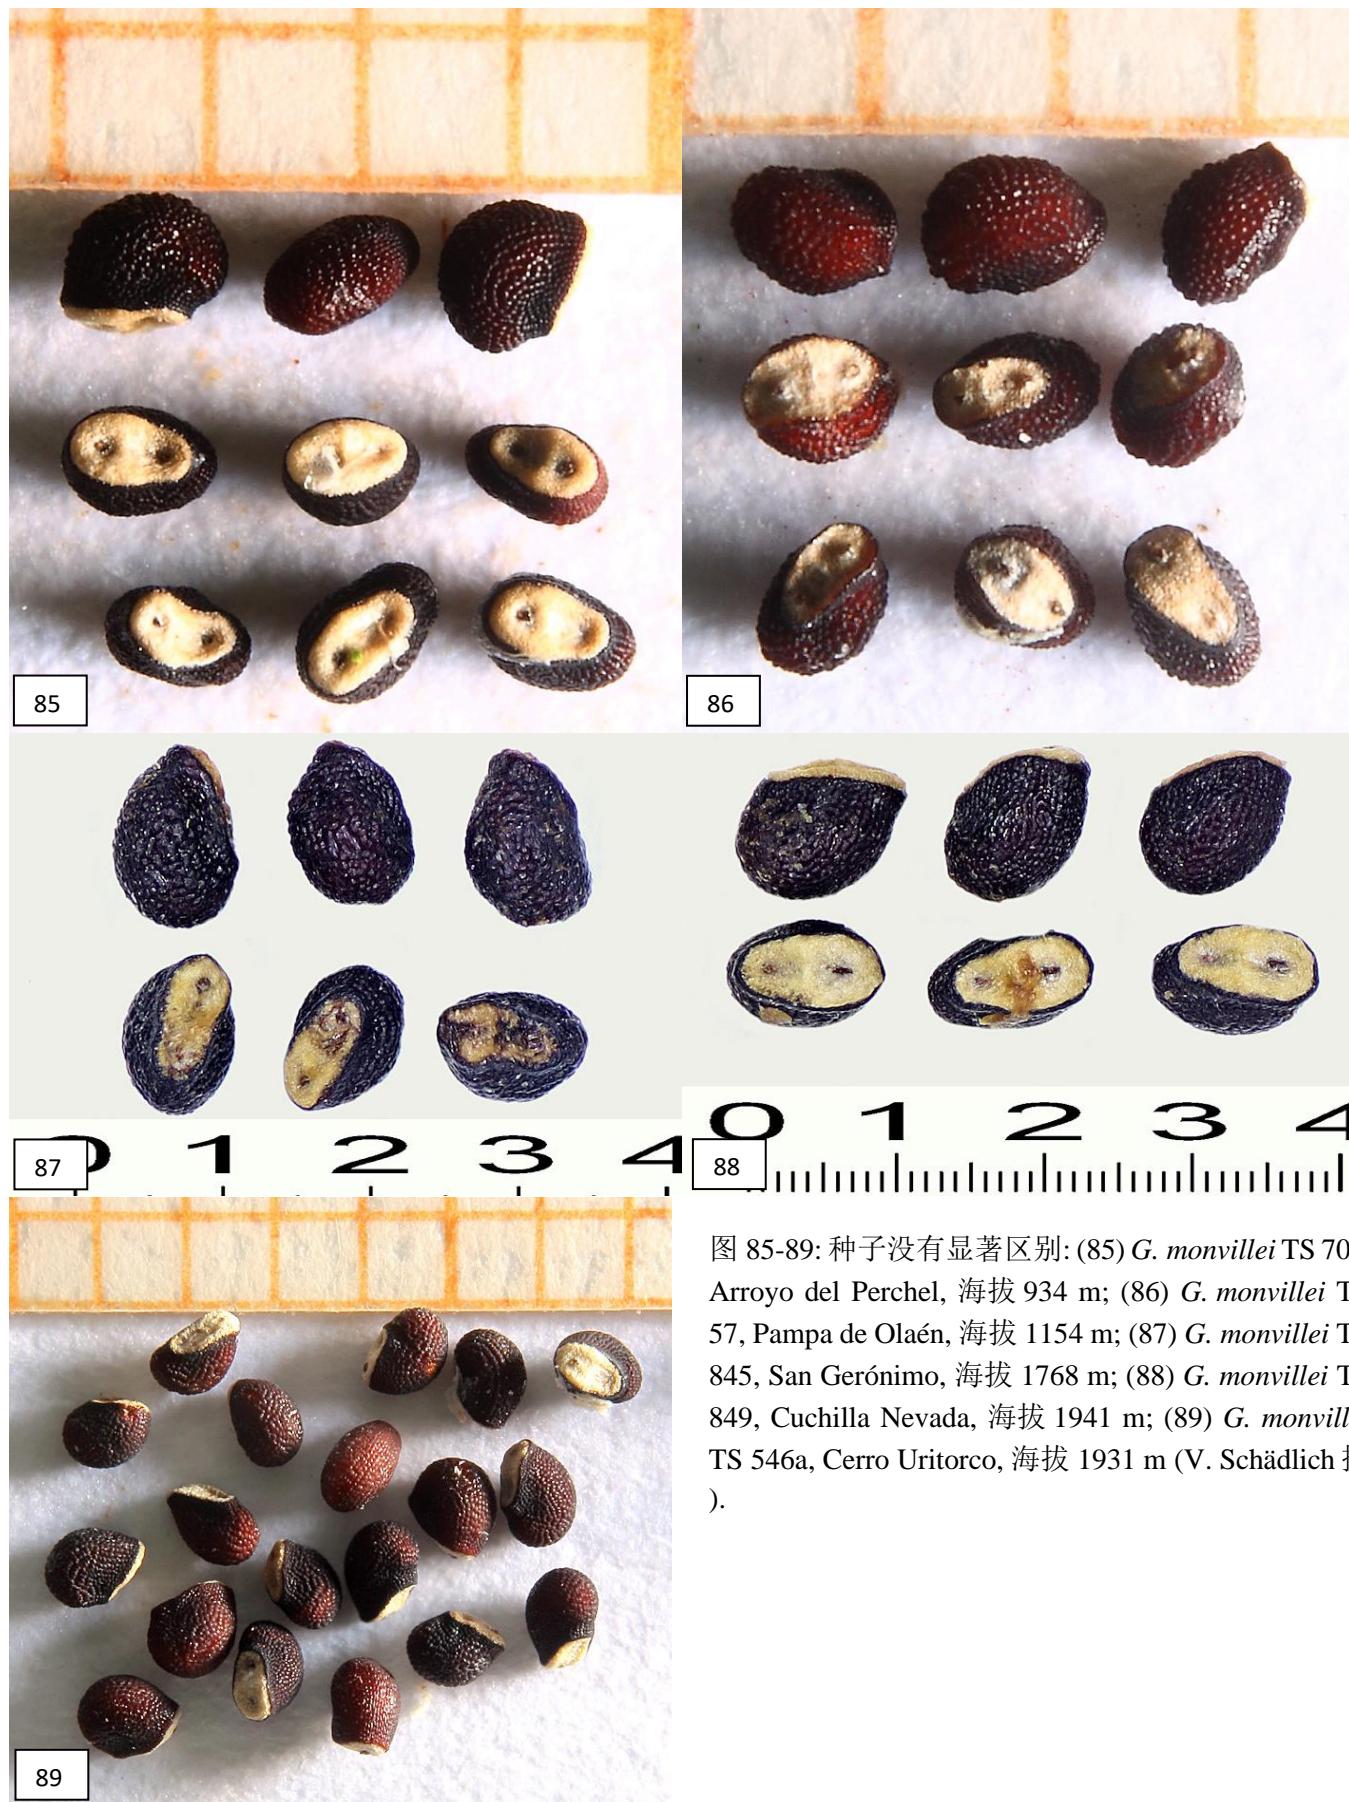 85
86
87
0 1 2 3 4
88
0 1 2 3 4
89
图 85-89: 种子没有显著区别: (85) G. monvillei TS 70
Arroyo del Perchel, 海拔 934 m; (86) G. monvillei
57, Pampa de Olaén, 海拔 1154 m; (87) G. monvillei
845, San Gerónimo, 海拔 1768 m; (88) G. monvillei
849, Cuchilla Nevada, 海拔 1941 m; (89) G.
TS 546a, Cerro Uritorco, 海拔 1931 m (V. Schädlich
).